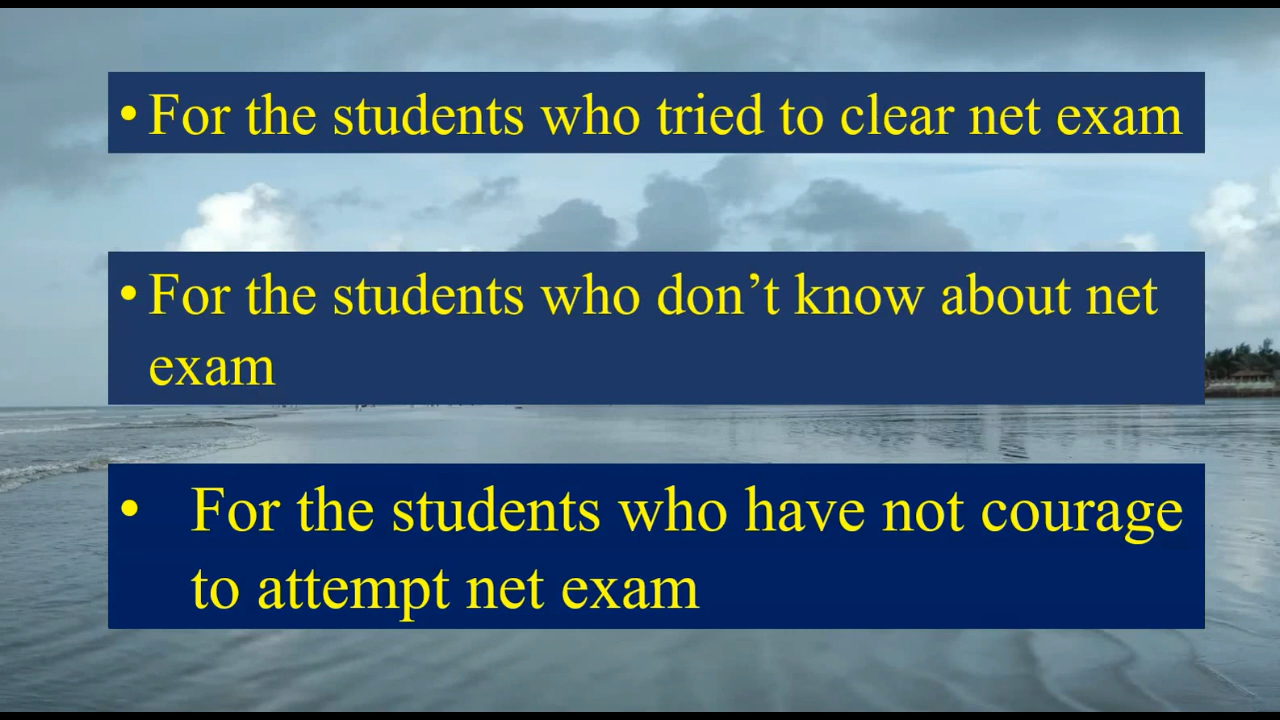 • For the students who tried to clear net exam
• For the students who don’t know about net
exam
• For the students who have not courage
to attempt net exam